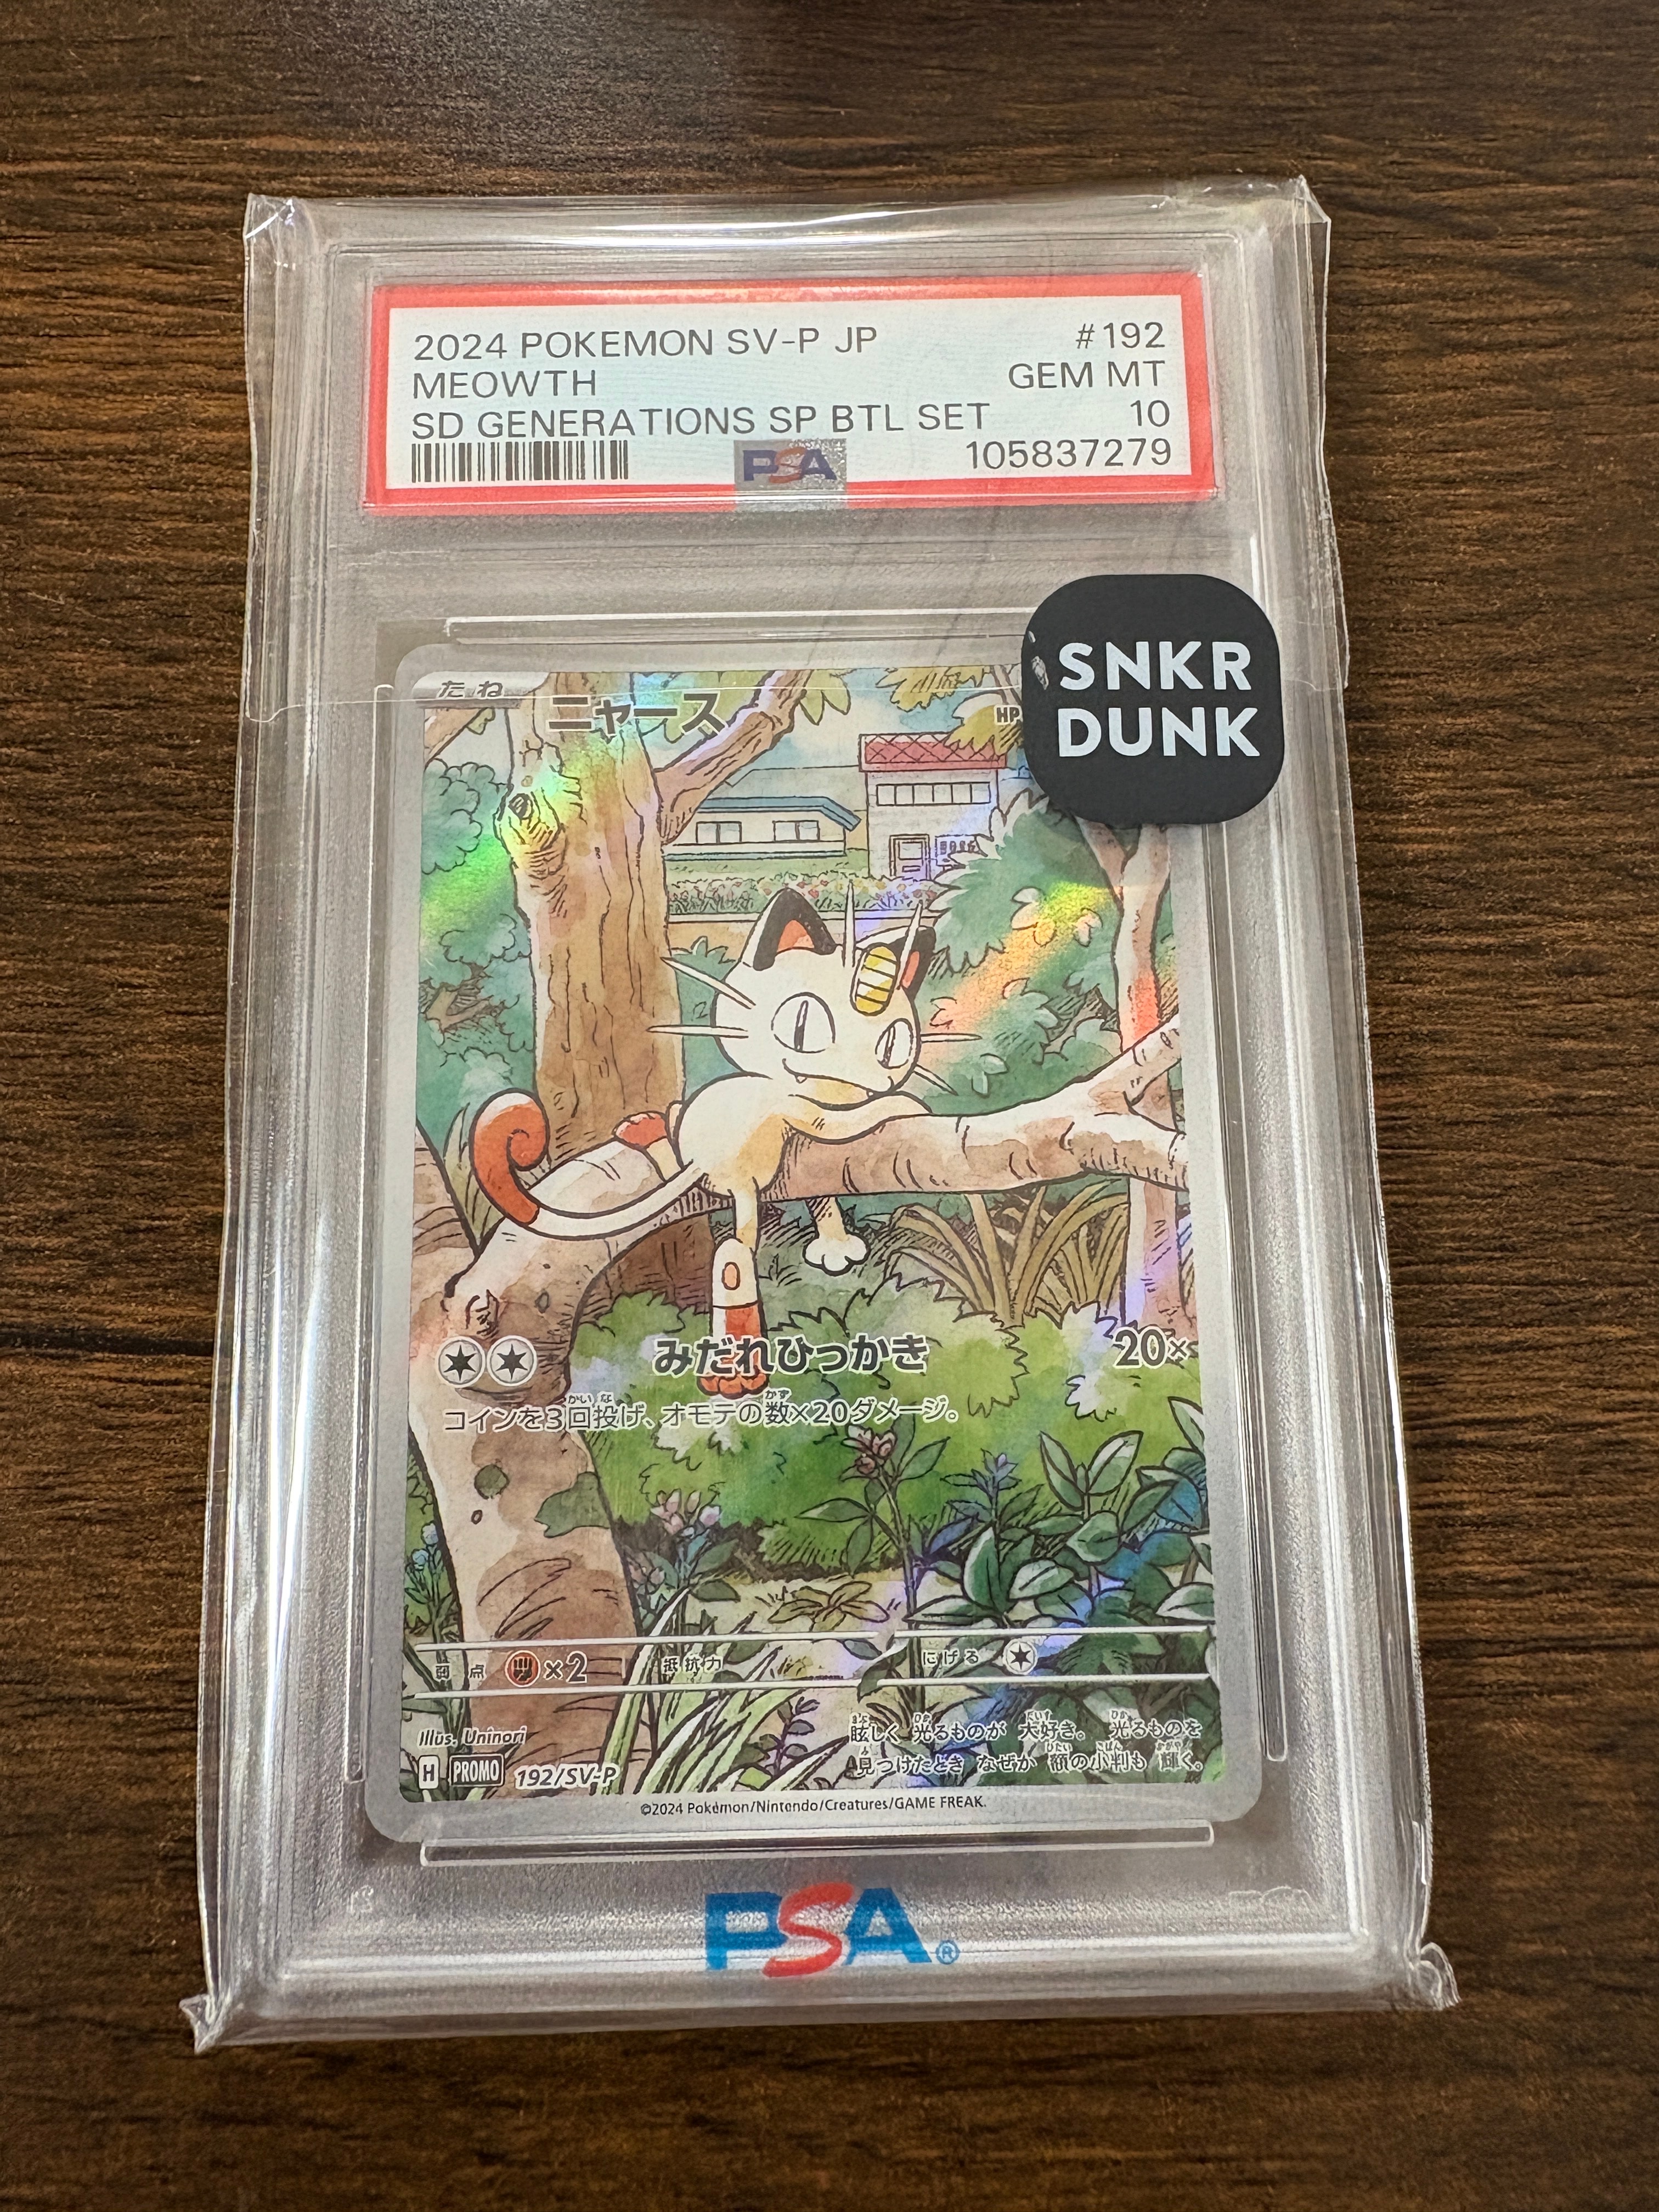 2024 POKEMON SV-P JP #192
MEOWTH GEM MT
SD GENERATIONS SP BTL SET 10
105837279
PSA
SNKR
DUNK
たね
ニャース
HP
みだれひっかき 20×
コインを3回投げ、オモテの数×20ダメージ。
弱点 ×2 抵抗力 にげる
Illus. Uninori
眩しく 光るものが 大好き。 光るものを
見つけたとき なぜか 額の小判も 輝く。
H PROMO 192/SV-P
©2024 Pokémon/Nintendo/Creatures/GAME FREAK.
PSA®